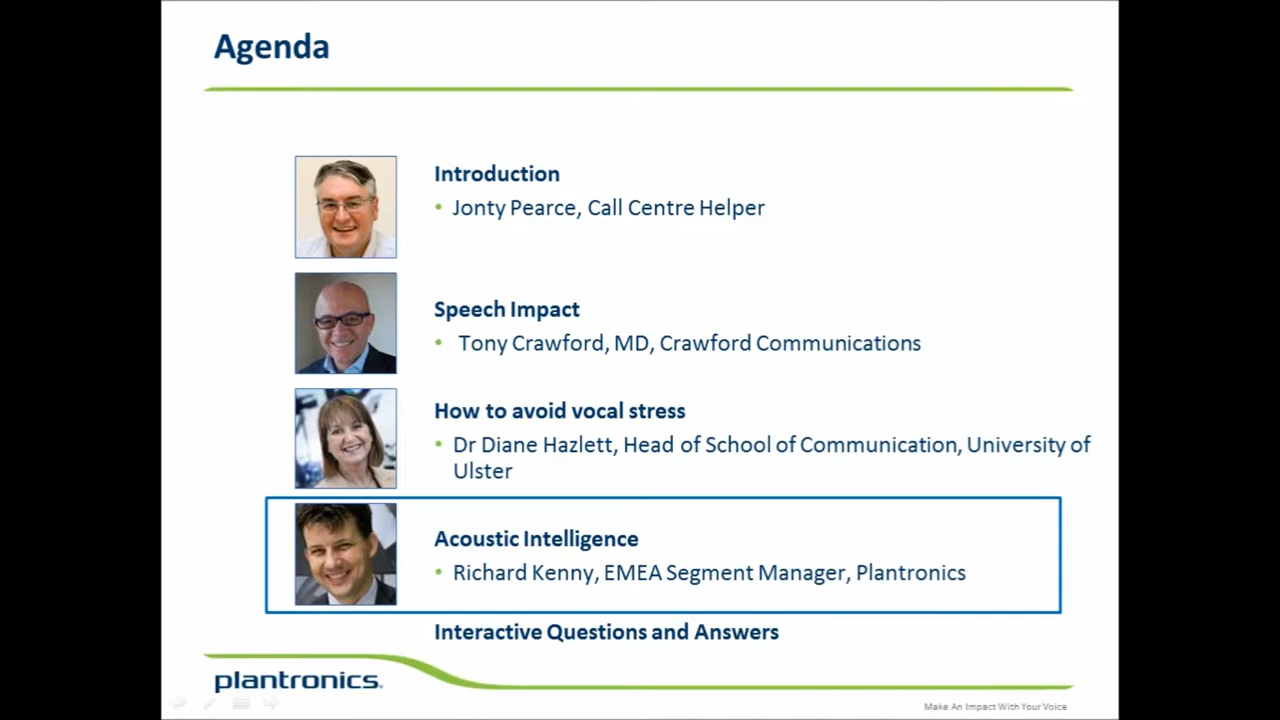 Agenda
Introduction
• Jonty Pearce, Call Centre Helper
Speech Impact
• Tony Crawford, MD, Crawford Communications
How to avoid vocal stress
• Dr Diane Hazlett, Head of School of Communication, University of
Ulster
Acoustic Intelligence
• Richard Kenny, EMEA Segment Manager, Plantronics
Interactive Questions and Answers
plantronics.
Make An Impact With Your Voice